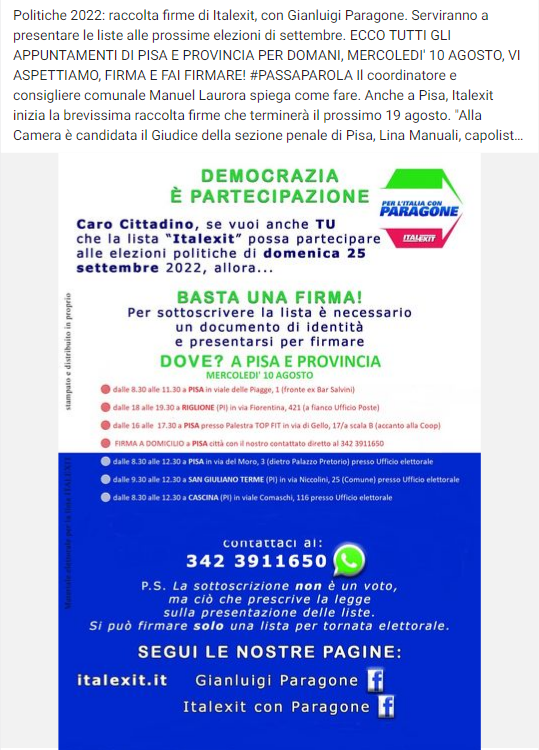 Politiche 2022: raccolta firme di Italexit, con Gianluigi Paragone. Serviranno a
presentare le liste alle prossime elezioni di settembre. ECCO TUTTI GLI
APPUNTAMENTI DI PISA E PROVINCIA PER DOMANI, MERCOLEDI' 10 AGOSTO, VI
ASPETTIAMO, FIRMA E FAI FIRMARE! #PASSAPAROLA Il coordinatore e
consigliere comunale Manuel Laurora spiega come fare. Anche a Pisa, Italexit
inizia la brevissima raccolta firme che terminerà il prossimo 19 agosto. "Alla
Camera è candidata il Giudice della sezione penale di Pisa, Lina Manuali, capolist...
DEMOCRAZIA
È PARTECIPAZIONE
PER L'ITALIA CON
PARAGONE
ITALEXIT
Caro Cittadino, se vuoi anche TU
che la lista "Italexit" possa partecipare
alle elezioni politiche di domenica 25
settembre 2022, allora...
BASTA UNA FIRMA!
Per sottoscrivere la lista è necessario
un documento di identità
e presentarsi per firmare
DOVE? A PISA E PROVINCIA
MERCOLEDI' 10 AGOSTO
dalle 8.30 alle 11.30 a PISA in viale delle Piagge, 1 (fronte ex Bar Salvini)
dalle 18 alle 19.30 a RIGLIONE (PI) in via Fiorentina, 421 (a fianco Ufficio Poste)
dalle 16 alle 17.30 a PISA presso Palestra TOP FIT in via di Gello, 17/a scala B (accanto alla Coop)
FIRMA A DOMICILIO a PISA città con il nostro contattato diretto al 342 3911650
dalle 8.30 alle 12.30 a PISA in via del Moro, 3 (dietro Palazzo Pretorio) presso Ufficio elettorale
dalle 9.30 alle 12.30 a SAN GIULIANO TERME (PI) in via Niccolini, 25 (Comune) presso Ufficio elettorale
dalle 8.30 alle 12.30 a CASCINA (PI) in viale Comaschi, 116 presso Ufficio elettorale
stampato e distribuito in proprio
contattaci al:
342 3911650
P.S. La sottoscrizione non è un voto,
ma ciò che prescrive la legge
sulla presentazione delle liste.
Si può firmare solo una lista per tornata elettorale.
SEGUI LE NOSTRE PAGINE:
italexit.it Gianluigi Paragone
Italexit con Paragone